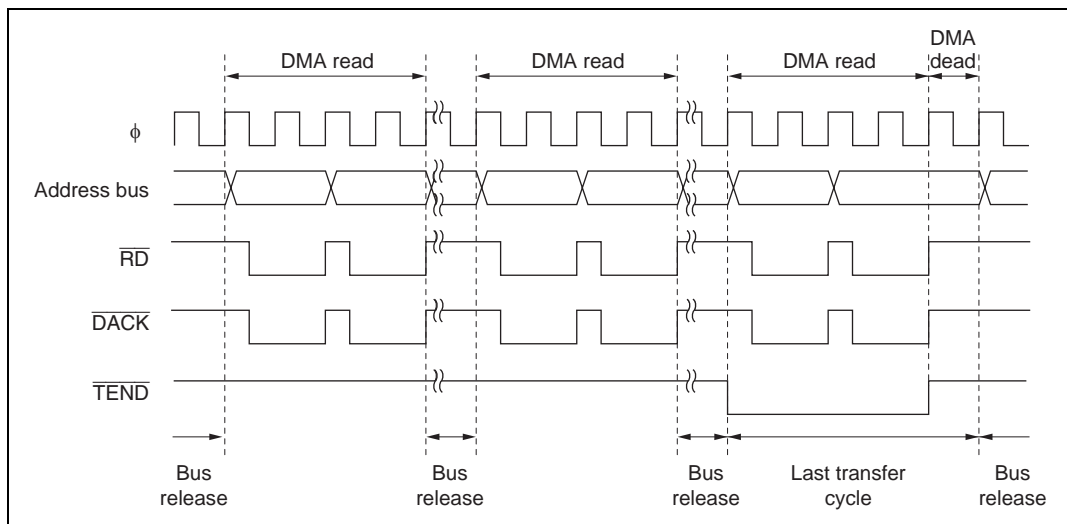 DMA read
DMA read
DMA read
DMA
dead
ϕ
Address bus
RD
DACK
TEND
Bus
release
Bus
release
Bus
release
Last transfer
cycle
Bus
release